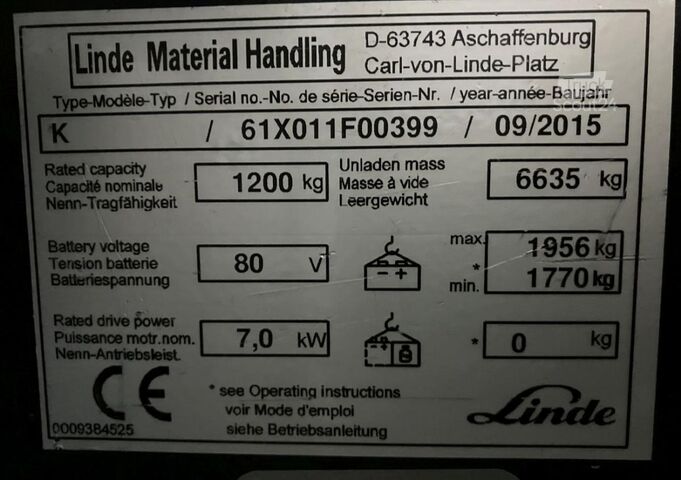 Linde Material Handling
D-63743 Aschaffenburg
Carl-von-Linde-Platz
Truck
Scout24
Type-Modèle-Typ / Serial no.-No. de série-Serien-Nr. / year-année-Baujahr
K / 61X011F00399 / 09/2015
Rated capacity
Capacité nominale
Nenn-Tragfähigkeit
1200 kg
Unladen mass
Masse à vide
Leergewicht
6635 kg
Battery voltage
Tension batterie
Batteriespannung
80 V
- +
max. 1956 kg
* min. 1770 kg
Rated drive power
Puissance motr.nom.
Nenn-Antriebsleist.
7,0 kW
* 0 kg
CE
0009384525
* see Operating instructions
voir Mode d'emploi
siehe Betriebsanleitung
Linde